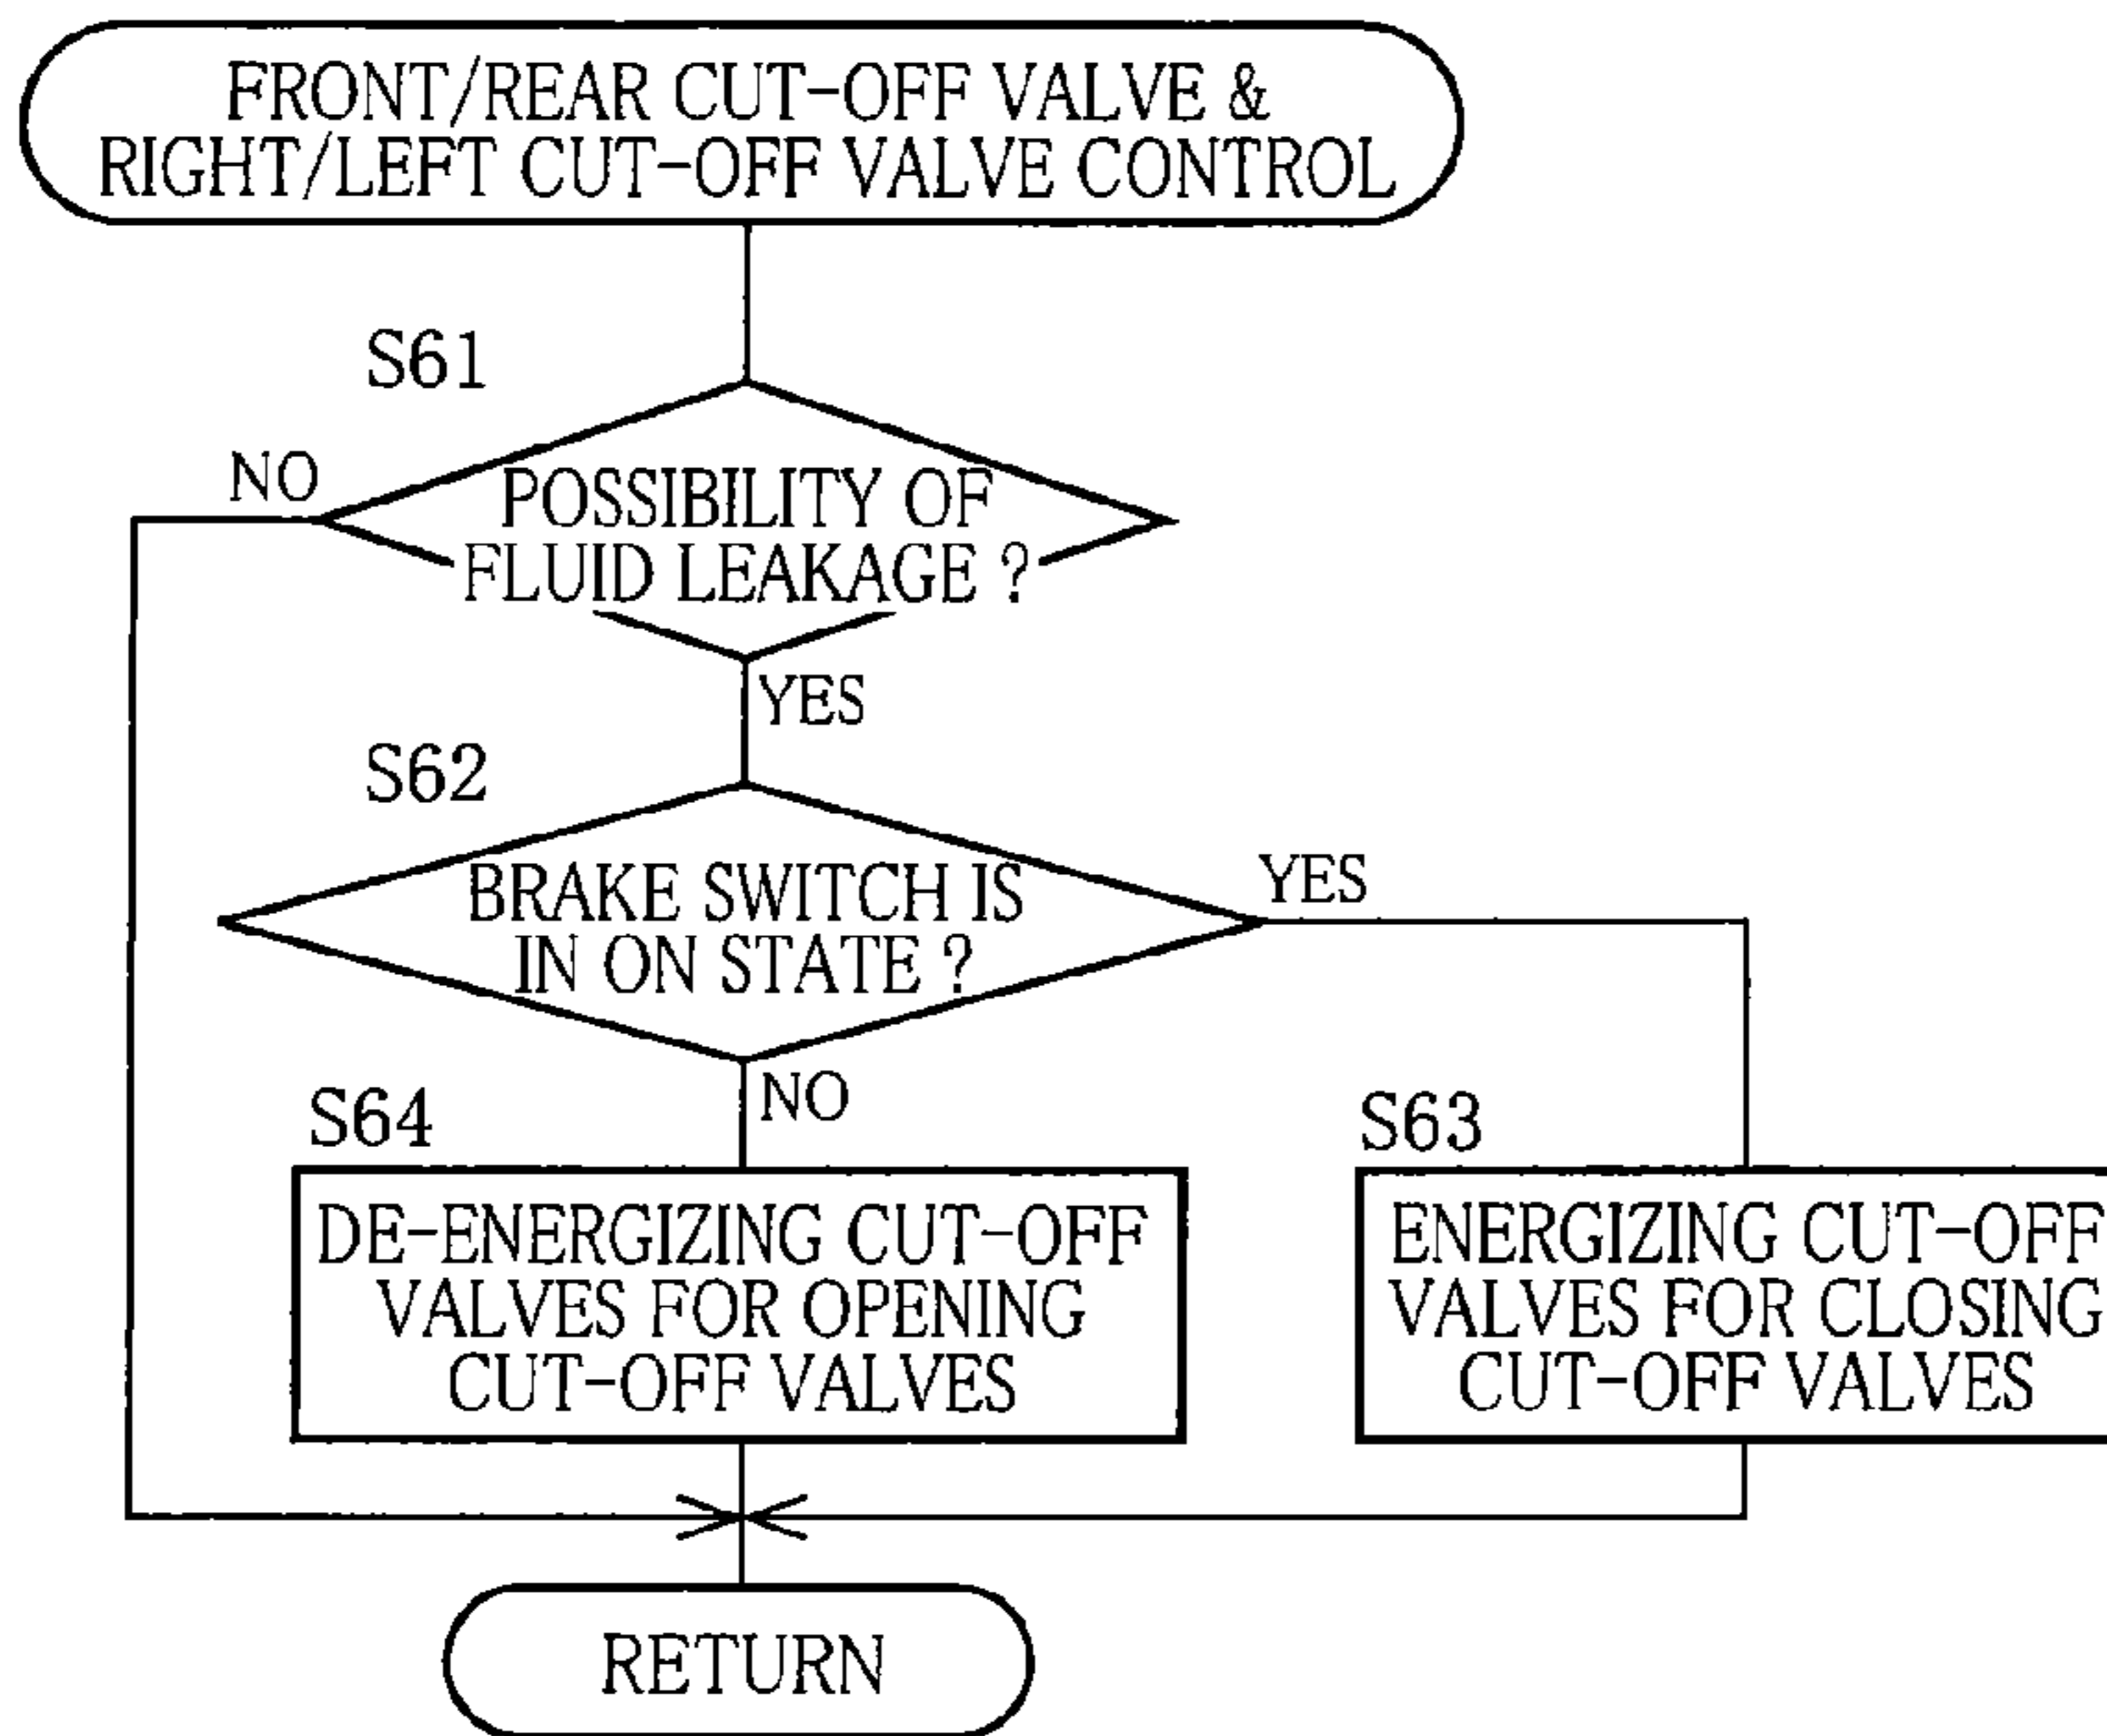 FRONT/REAR CUT-OFF VALVE &
RIGHT/LEFT CUT-OFF VALVE CONTROL
S61
NO
POSSIBILITY OF
FLUID LEAKAGE ?
YES
S62
BRAKE SWITCH IS
IN ON STATE ?
YES
NO
S64
DE-ENERGIZING CUT-OFF
VALVES FOR OPENING
CUT-OFF VALVES
S63
ENERGIZING CUT-OFF
VALVES FOR CLOSING
CUT-OFF VALVES
RETURN